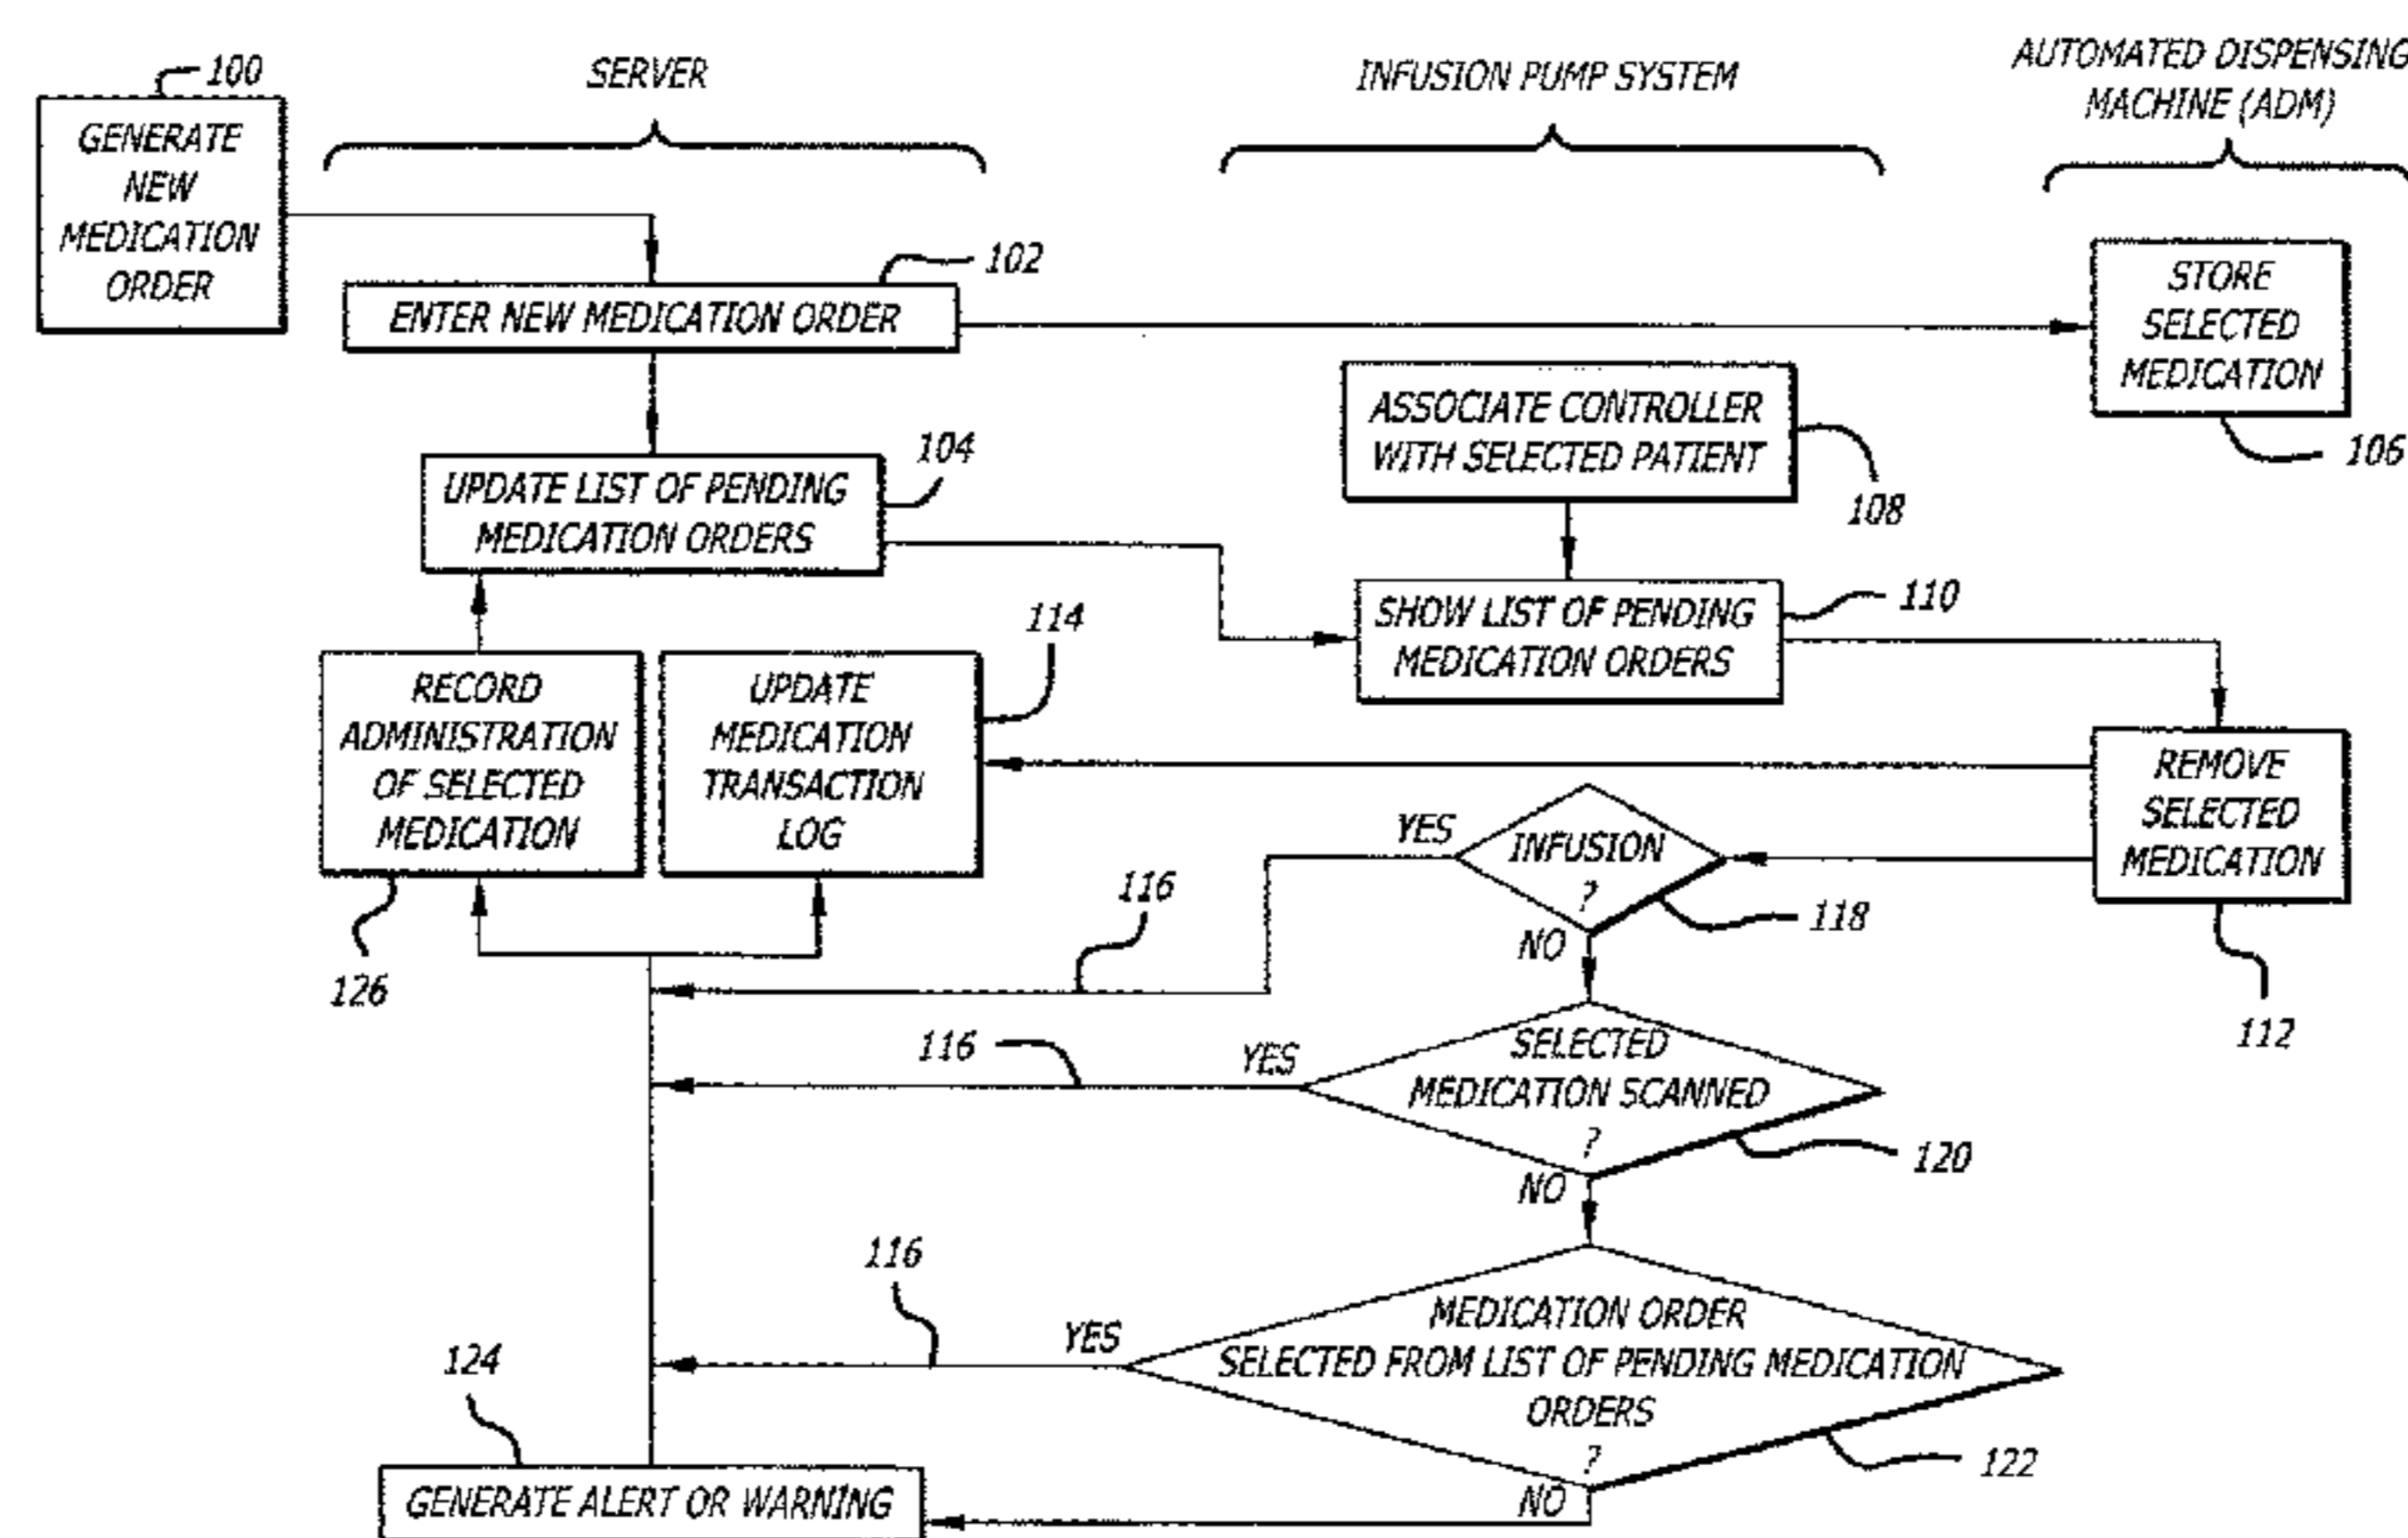 100
GENERATE
NEW
MEDICATION
ORDER
SERVER
INFUSION PUMP SYSTEM
AUTOMATED DISPENSING
MACHINE (ADM)
102
ENTER NEW MEDICATION ORDER
STORE
SELECTED
MEDICATION
106
ASSOCIATE CONTROLLER
WITH SELECTED PATIENT
108
104
UPDATE LIST OF PENDING
MEDICATION ORDERS
SHOW LIST OF PENDING
MEDICATION ORDERS
110
114
RECORD
ADMINISTRATION
OF SELECTED
MEDICATION
126
UPDATE
MEDICATION
TRANSACTION
LOG
REMOVE
SELECTED
MEDICATION
112
YES
INFUSION
?
118
NO
116
SELECTED
MEDICATION SCANNED
?
120
YES
116
NO
MEDICATION ORDER
SELECTED FROM LIST OF PENDING MEDICATION
ORDERS
?
122
YES
116
NO
124
GENERATE ALERT OR WARNING